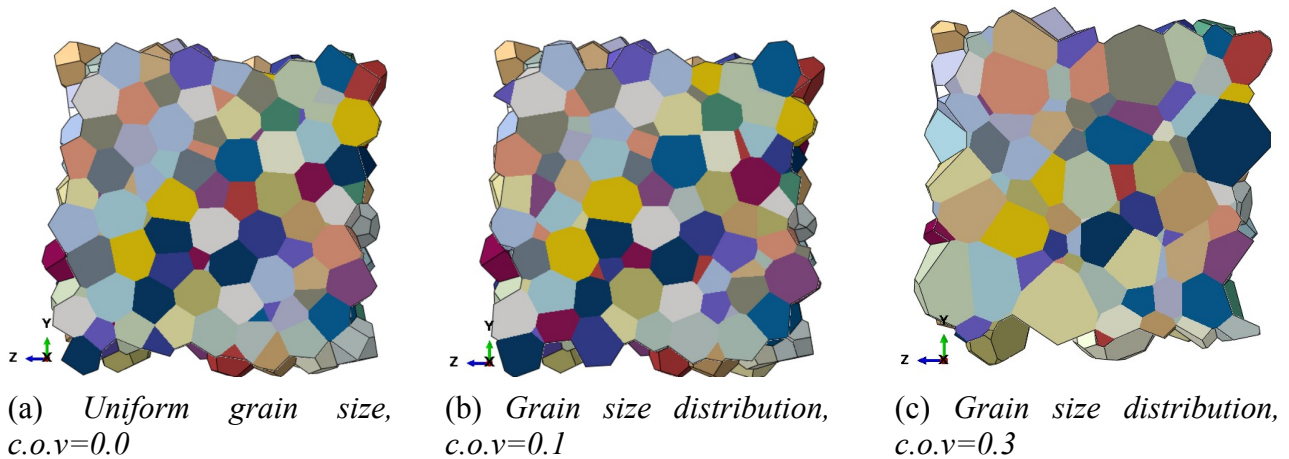 Y
Z X
Y
Z X
Y
Z X
(a) Uniform grain size,
c.o.v=0.0
(b) Grain size distribution,
c.o.v=0.1
(c) Grain size distribution,
c.o.v=0.3